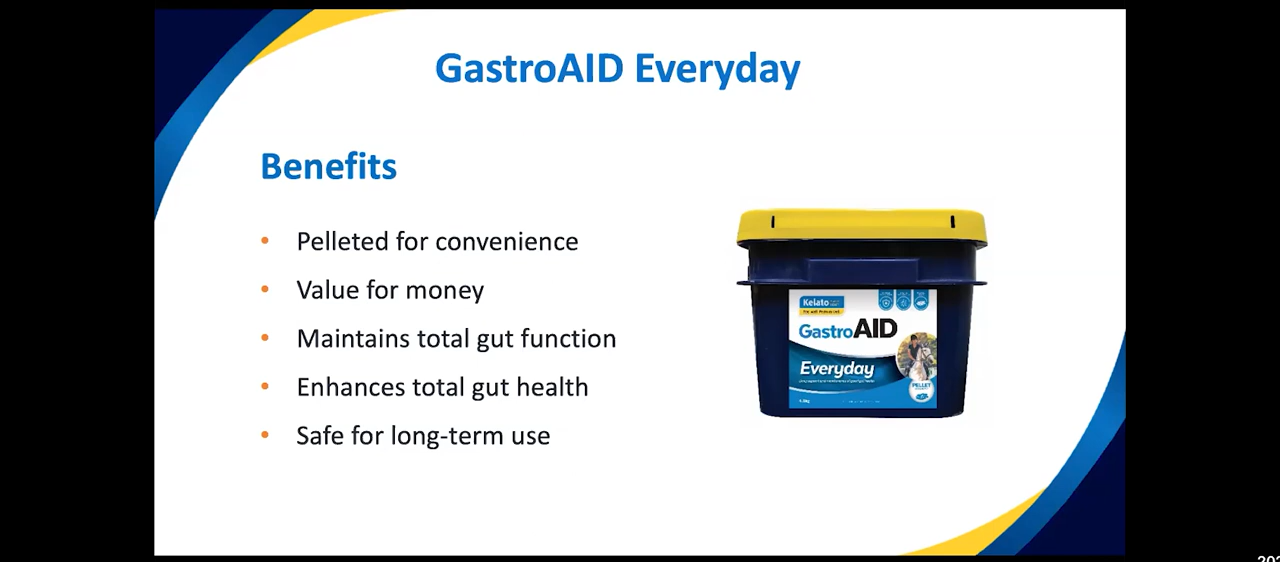 GastroAID Everyday
Benefits
• Pelleted for convenience
• Value for money
• Maintains total gut function
• Enhances total gut health
• Safe for long-term use
Kelato
GastroAID
Everyday
PELLET